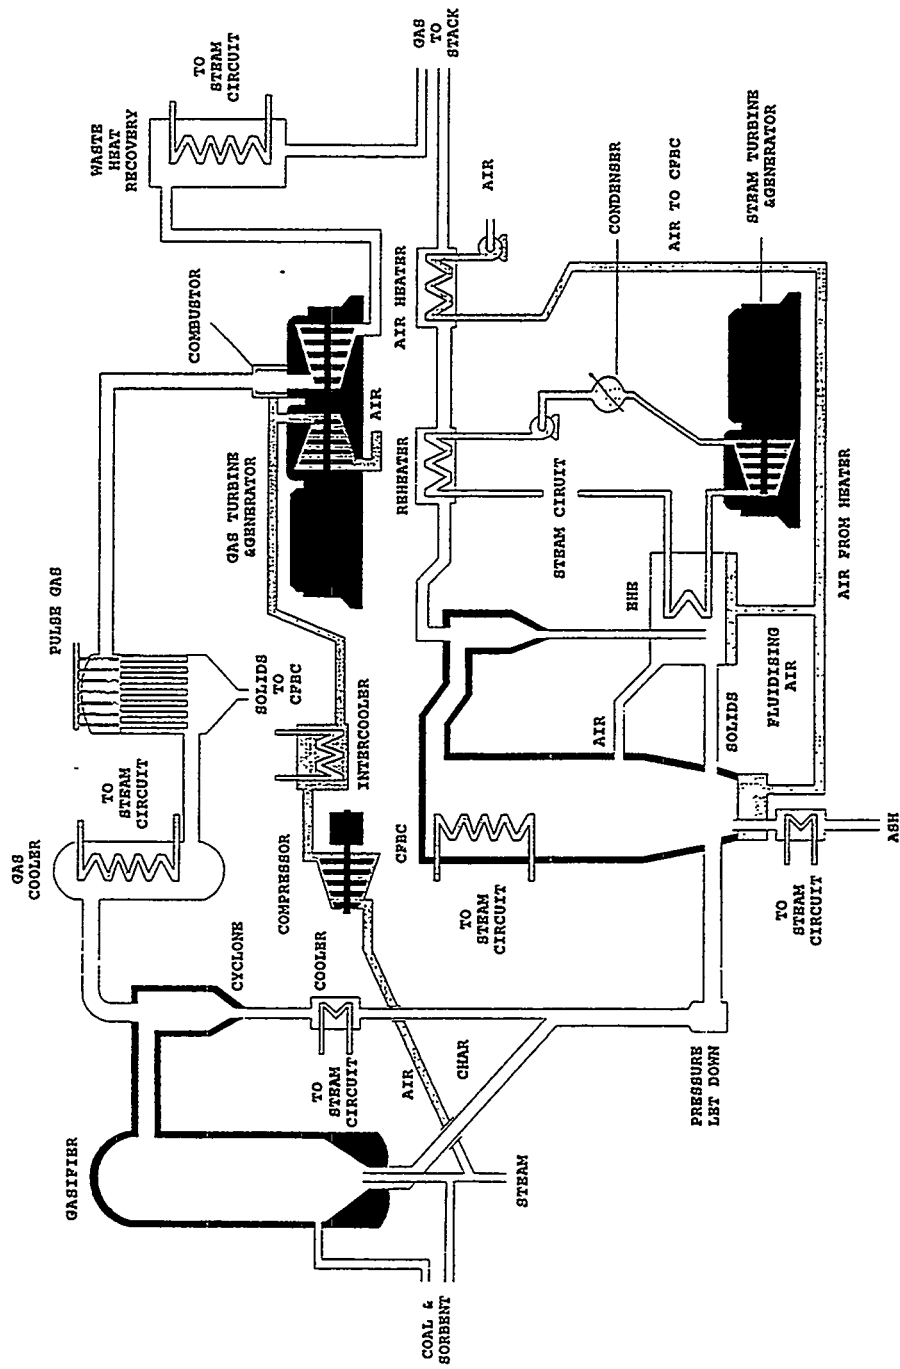 GASIFIER
GAS
COOLER
TO
STEAM
CIRCUIT
PULSE GAS
WASTE
HEAT
RECOVERY
TO
STEAM
CIRCUIT
CYCLONE
COMBUSTOR
SOLIDS
TO
CFBC
GAS TURBINE
&GENERATOR
COMPRESSOR
COOLER
TO
STEAM
CIRCUIT
INTERCOOLER
AIR
GAS
TO
STACK
COAL &
SORBENT
AIR
CHAR
CFBC
REHEATER
AIR HEATER
AIR
STEAM
TO
STEAM
CIRCUIT
STEAM CIRUIT
CONDENSER
AIR
EHE
AIR TO CFBC
PRESSURE
LET DOWN
SOLIDS
STEAM TURBINE
&GENERATOR
FLUIDISING
AIR
TO
STEAM
CIRCUIT
AIR FROM HEATER
ASH